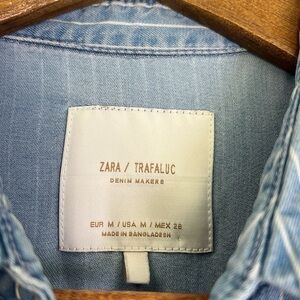 ZARA / TRAFALUC
DENIM MAKERS
EUR M / USA M / MEX 28
MADE IN BANGLADESH